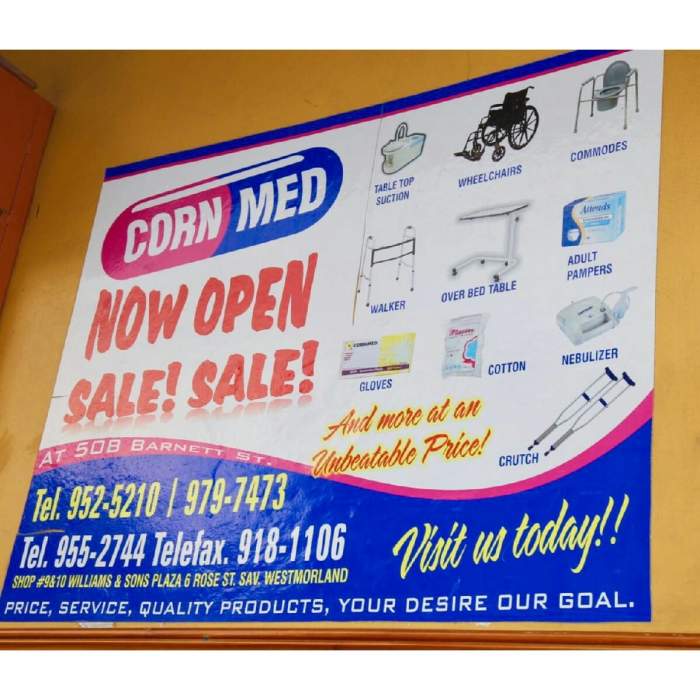 CORN MED
NOW OPEN
SALE! SALE!
TABLE TOP
SUCTION
WHEELCHAIRS
COMMODES
WALKER
OVER BED TABLE
Attends
ADULT
PAMPERS
GLOVES
COTTON
NEBULIZER
CRUTCH
And more at an
Unbeatable Price!
AT 50B BARNETT ST.
Tel. 952-5210 | 979-7473
Tel. 955-2744 Telefax. 918-1106
SHOP #9&10 WILLIAMS & SONS PLAZA 6 ROSE ST. SAV. WESTMORLAND
Visit us today!!
PRICE, SERVICE, QUALITY PRODUCTS, YOUR DESIRE OUR GOAL.